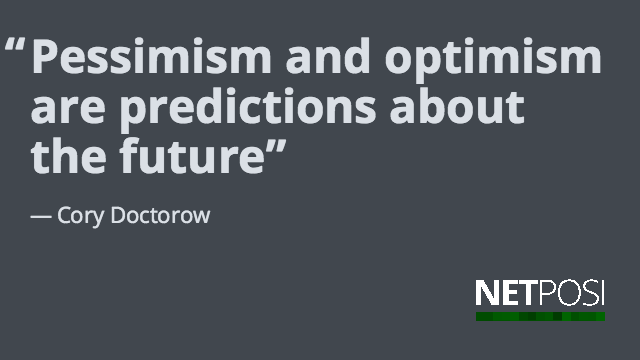 “Pessimism and optimism
are predictions about
the future”
— Cory Doctorow
NETPOSI